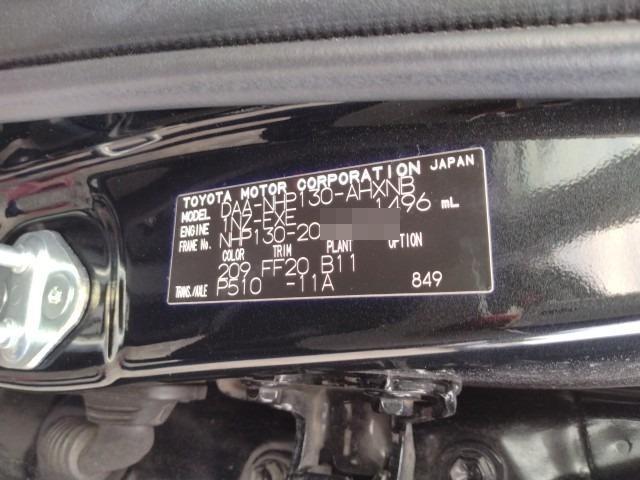 TOYOTA MOTOR CORPORATION JAPAN
MODEL DAA-NHP130-AHXNB
ENGINE 1NZ-FXE 1496 mL
FRAME No. NHP130-20
COLOR TRIM PLANT OPTION
209 FF20 B11
TRANS./AXLE P510 -11A 849